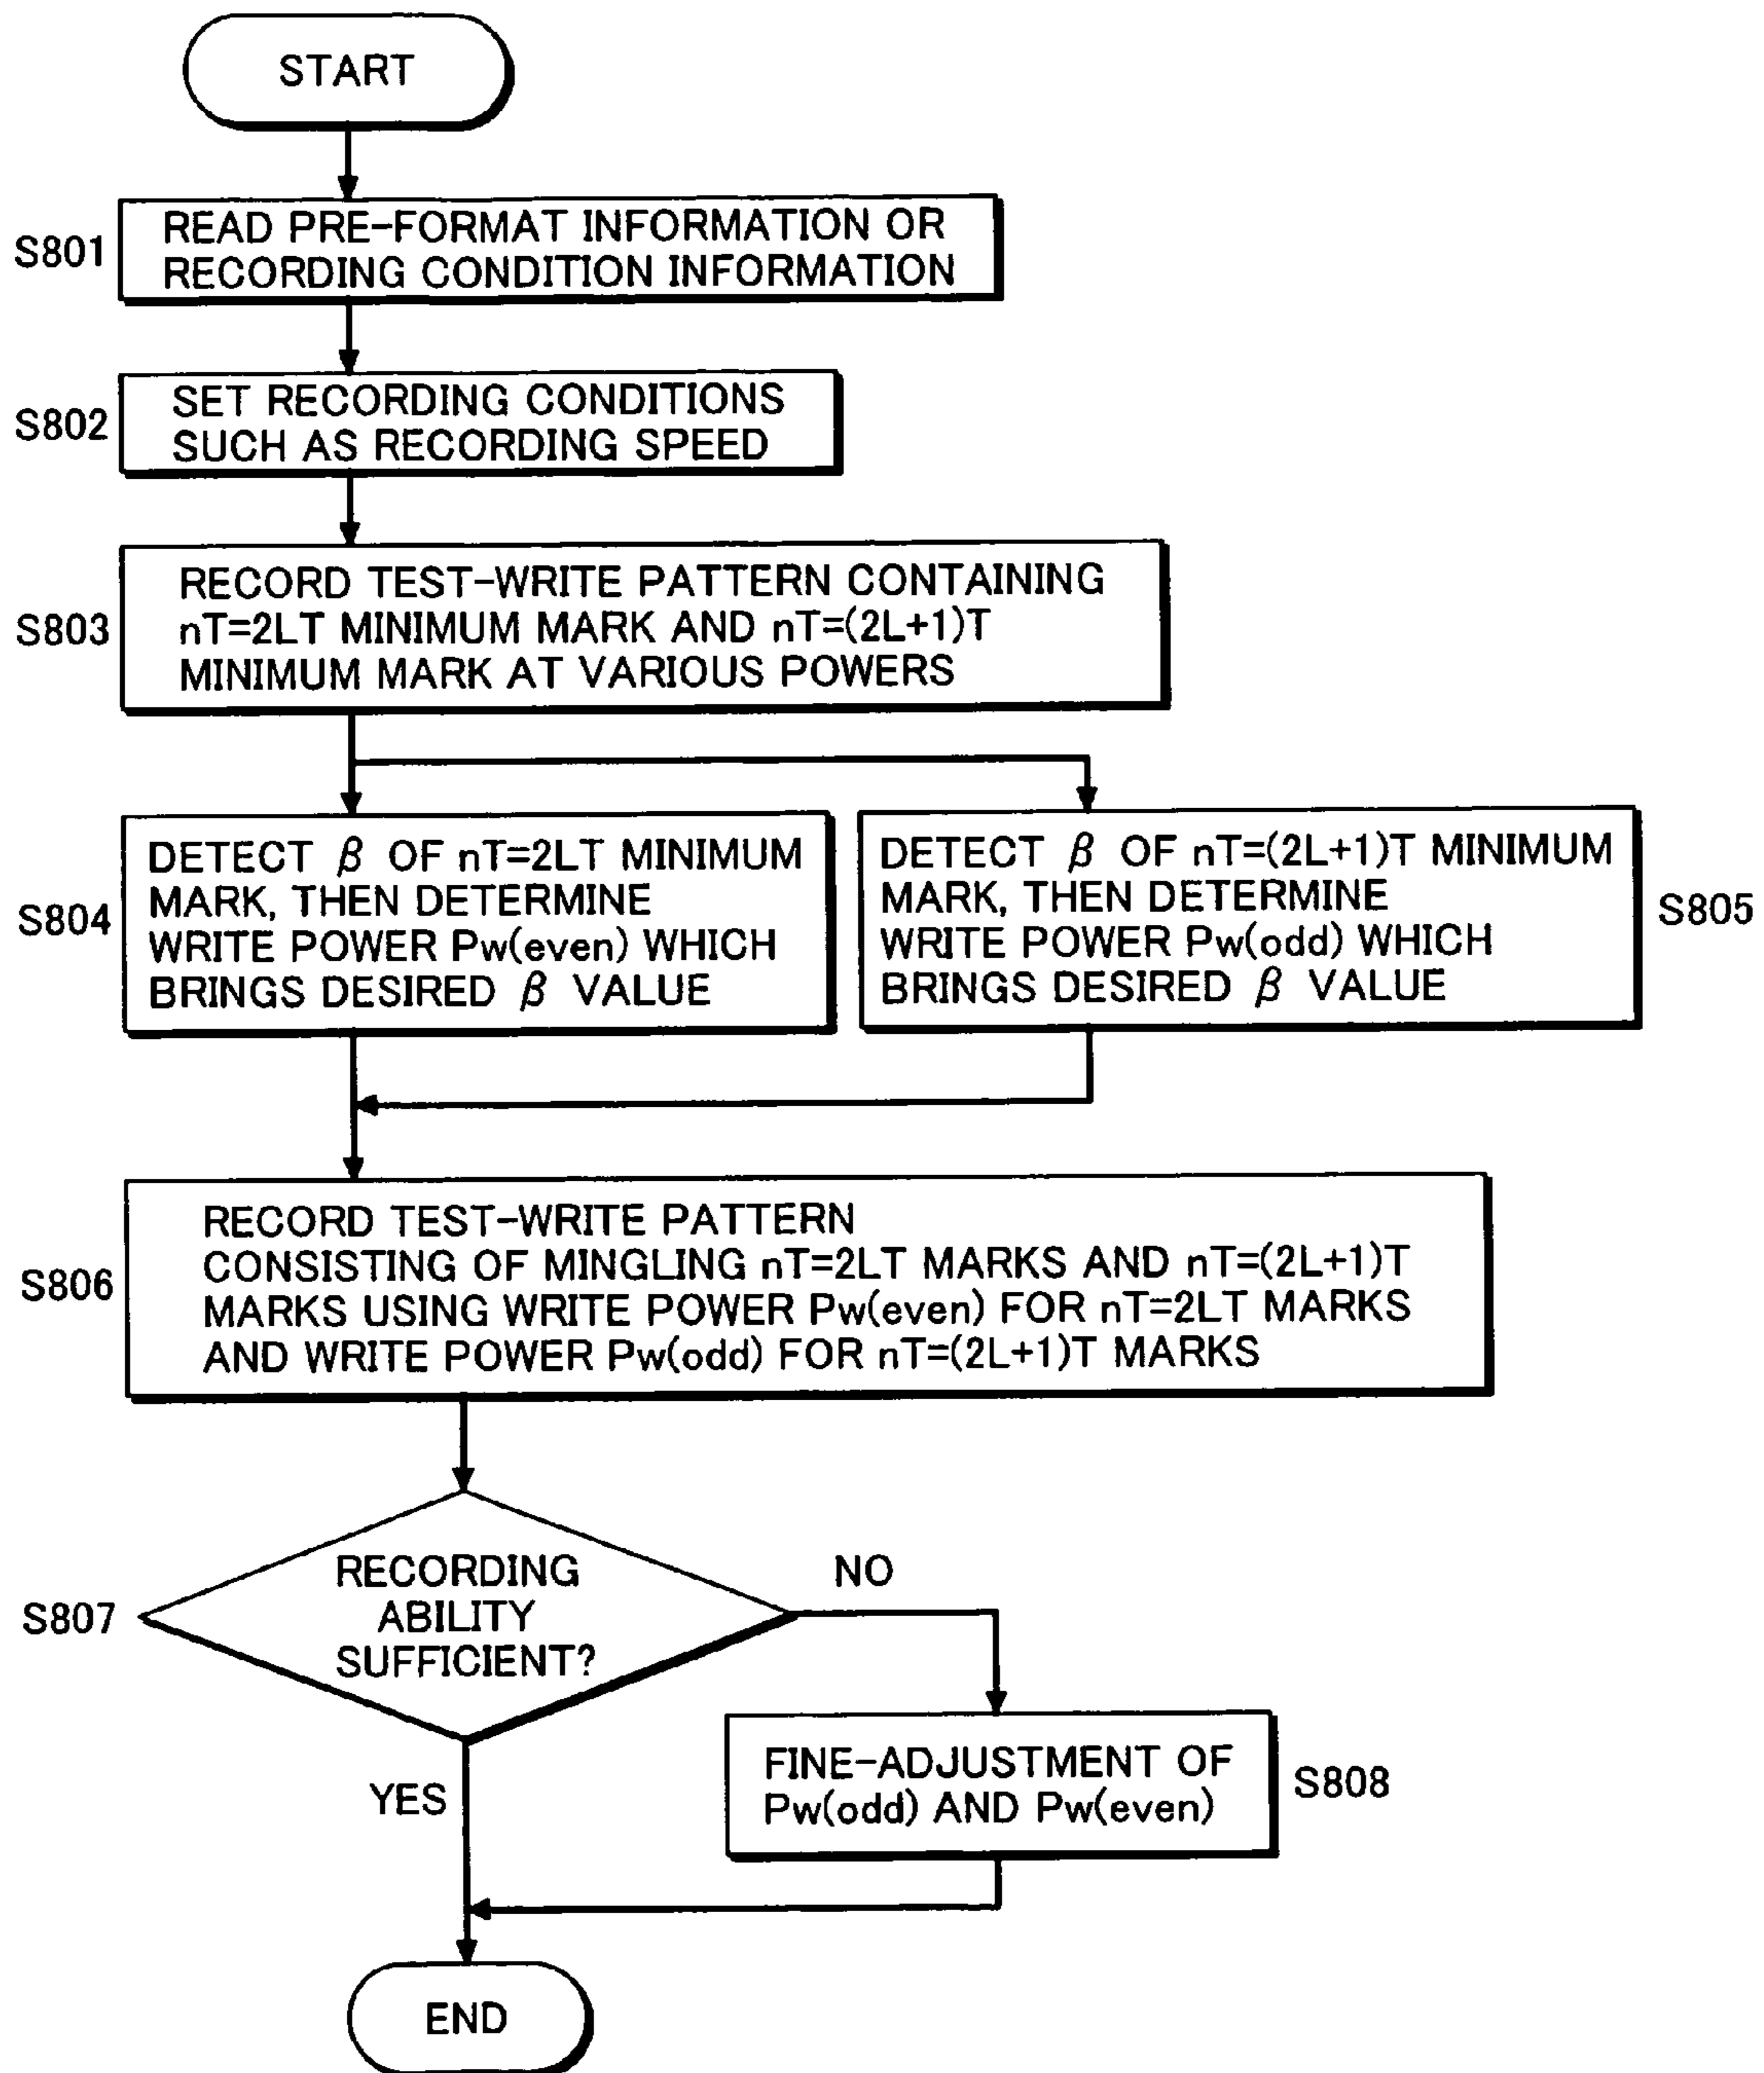 START
S801
READ PRE-FORMAT INFORMATION OR
RECORDING CONDITION INFORMATION
S802
SET RECORDING CONDITIONS
SUCH AS RECORDING SPEED
S803
RECORD TEST-WRITE PATTERN CONTAINING
nT=2LT MINIMUM MARK AND nT=(2L+1)T
MINIMUM MARK AT VARIOUS POWERS
S804
DETECT β OF nT=2LT MINIMUM
MARK, THEN DETERMINE
WRITE POWER Pw(even) WHICH
BRINGS DESIRED β VALUE
DETECT β OF nT=(2L+1)T MINIMUM
MARK, THEN DETERMINE
WRITE POWER Pw(odd) WHICH
BRINGS DESIRED β VALUE
S805
S806
RECORD TEST-WRITE PATTERN
CONSISTING OF MINGLING nT=2LT MARKS AND nT=(2L+1)T
MARKS USING WRITE POWER Pw(even) FOR nT=2LT MARKS
AND WRITE POWER Pw(odd) FOR nT=(2L+1)T MARKS
S807
RECORDING
ABILITY
SUFFICIENT?
NO
YES
FINE-ADJUSTMENT OF
Pw(odd) AND Pw(even)
S808
END